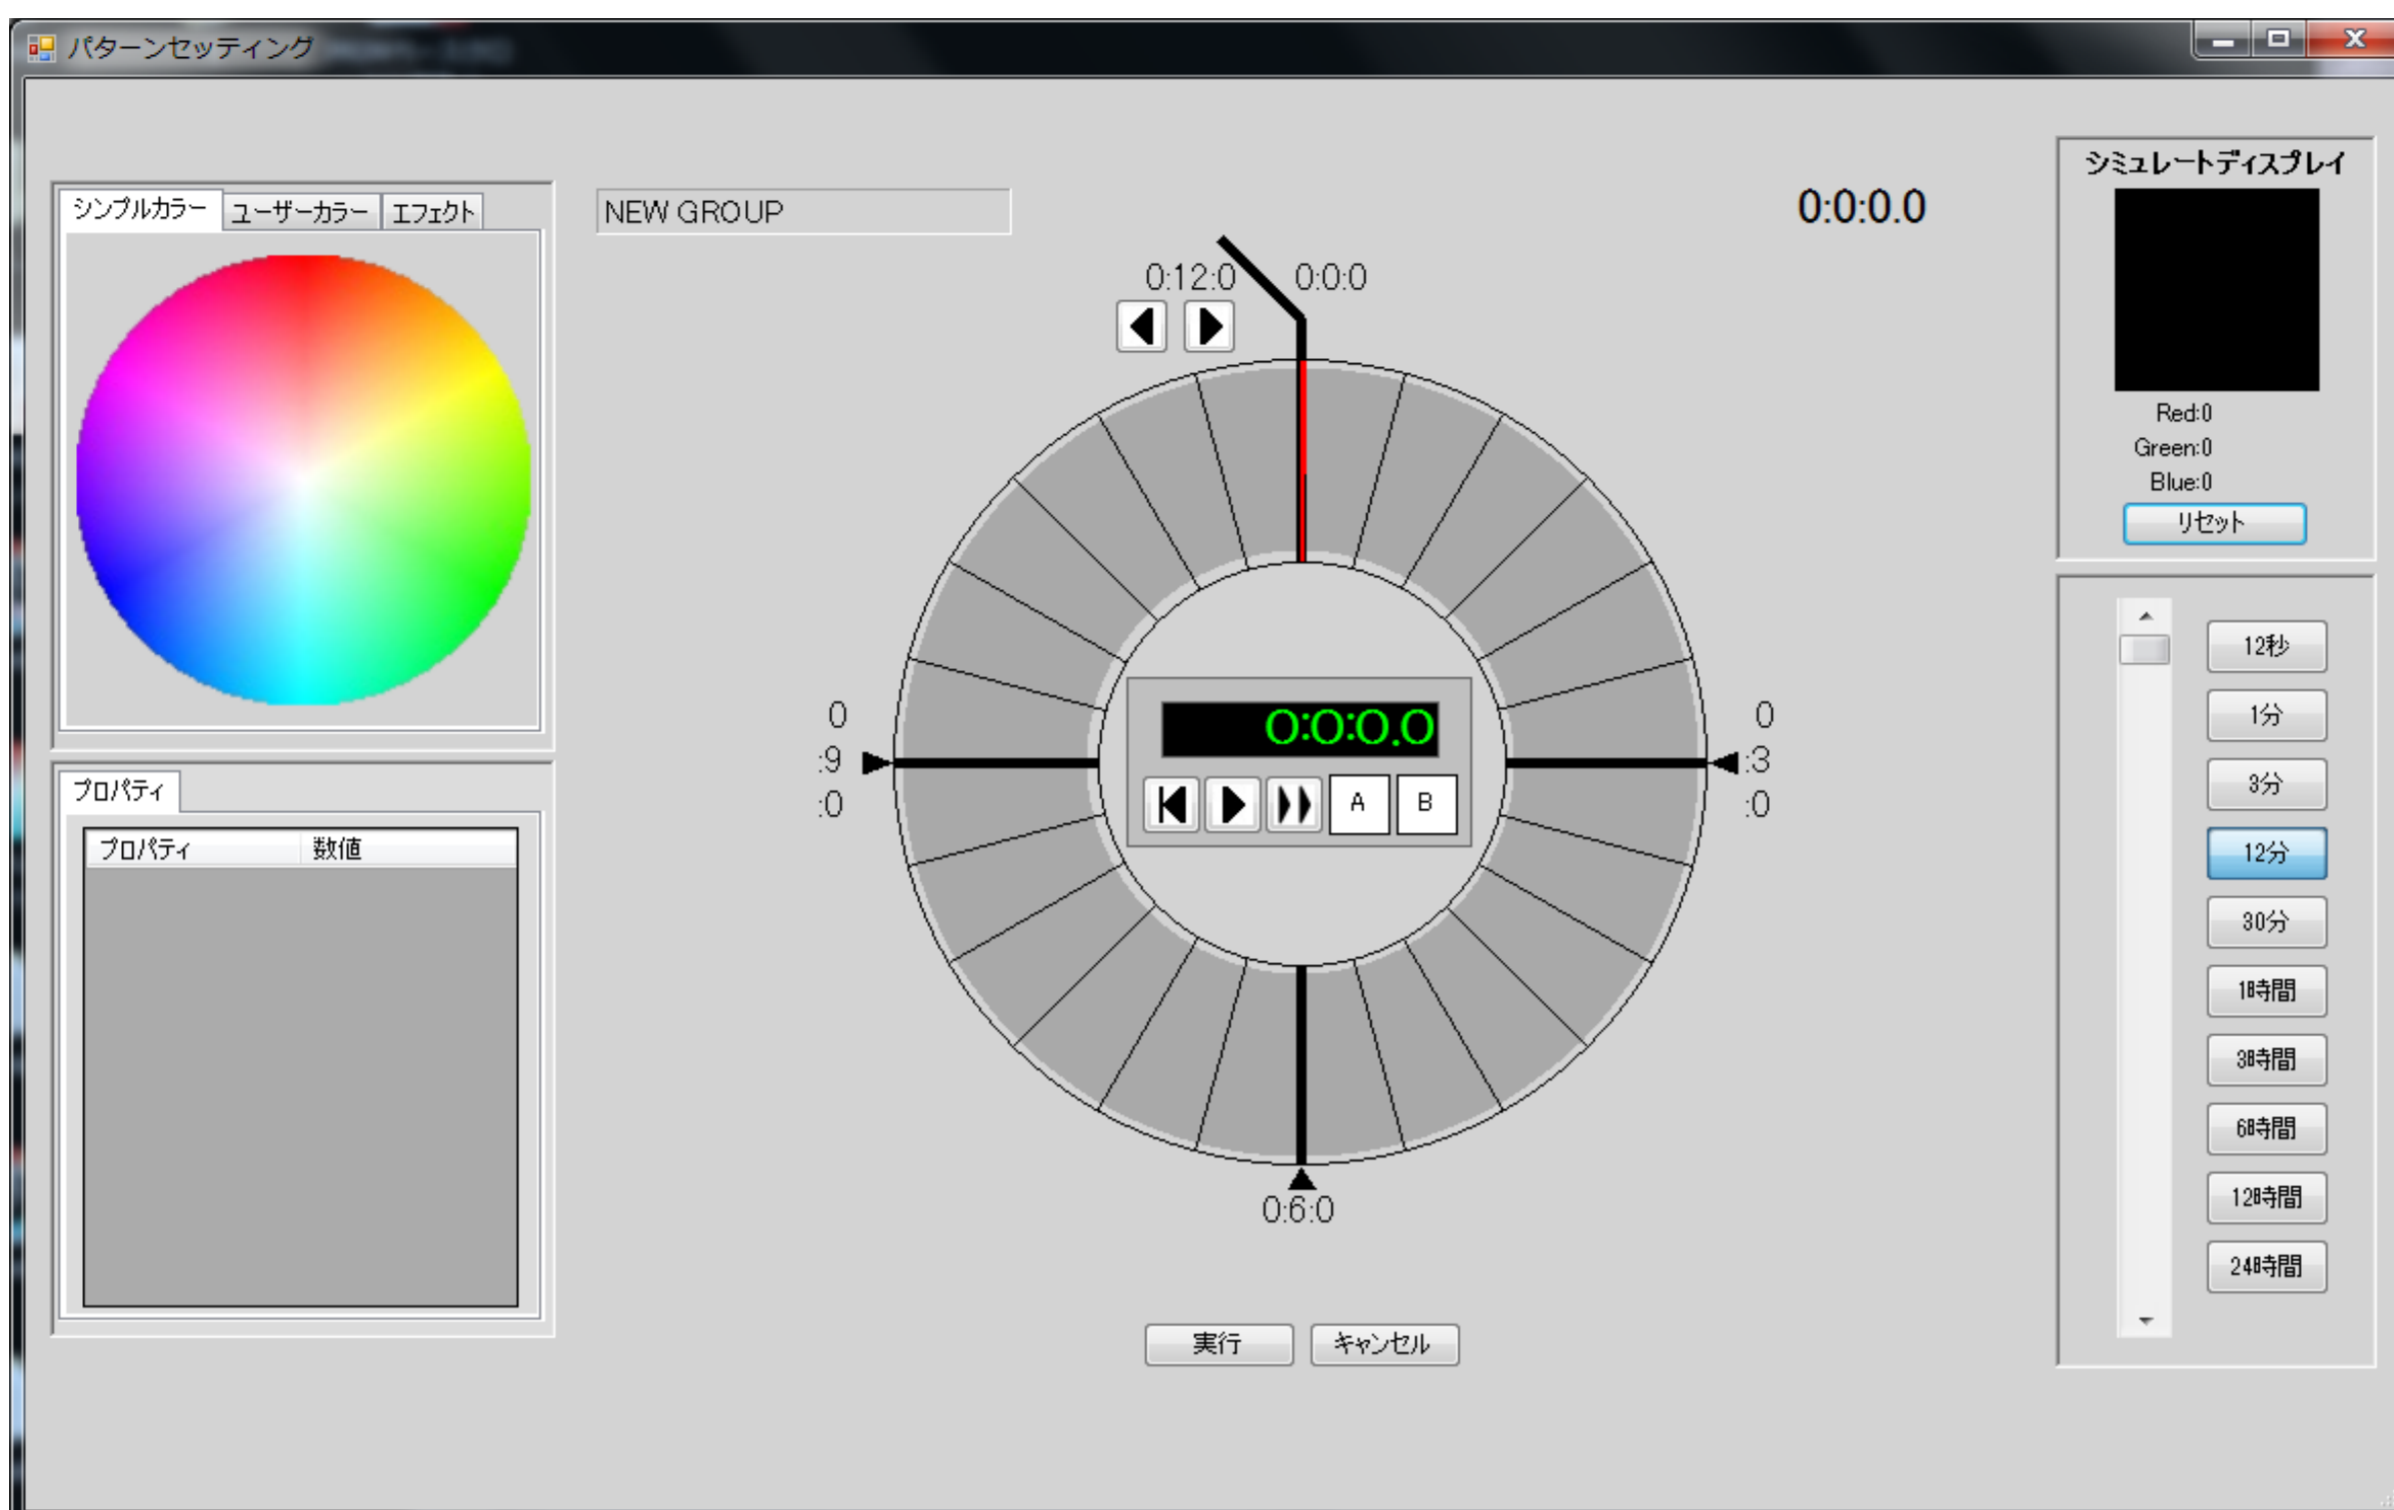 パターンセッティング
シンプルカラー ユーザーカラー エフェクト
NEW GROUP
0:0:0.0
0:12:0 0:0:0
0
:9
:0
0
:3
:0
0:6:0
0:0:0.0
A B
プロパティ
プロパティ 数値
実行 キャンセル
シミュレートディスプレイ
Red:0
Green:0
Blue:0
リセット
12秒
1分
3分
12分
30分
1時間
3時間
6時間
12時間
24時間